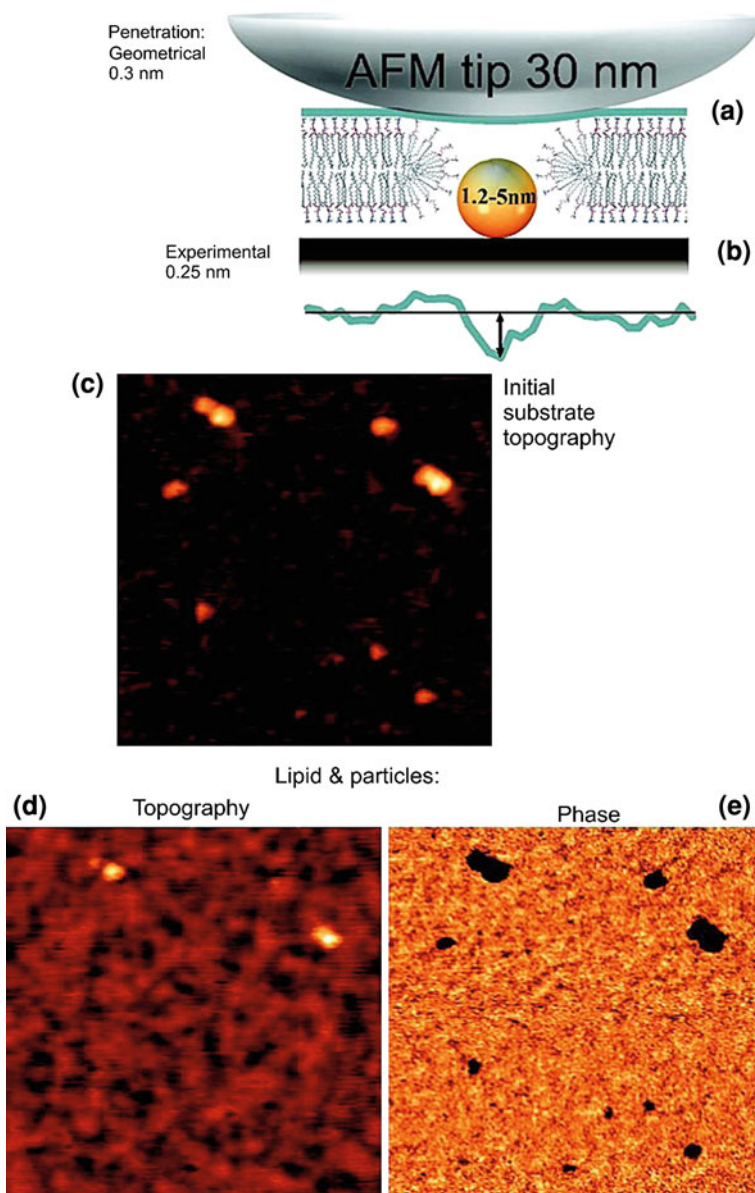 Penetration:
Geometrical
0.3 nm
AFM tip 30 nm
(a)
1.2-5nm
Experimental
0.25 nm
(b)
(c)
Initial
substrate
topography
Lipid & particles:
(d)
Topography
Phase
(e)